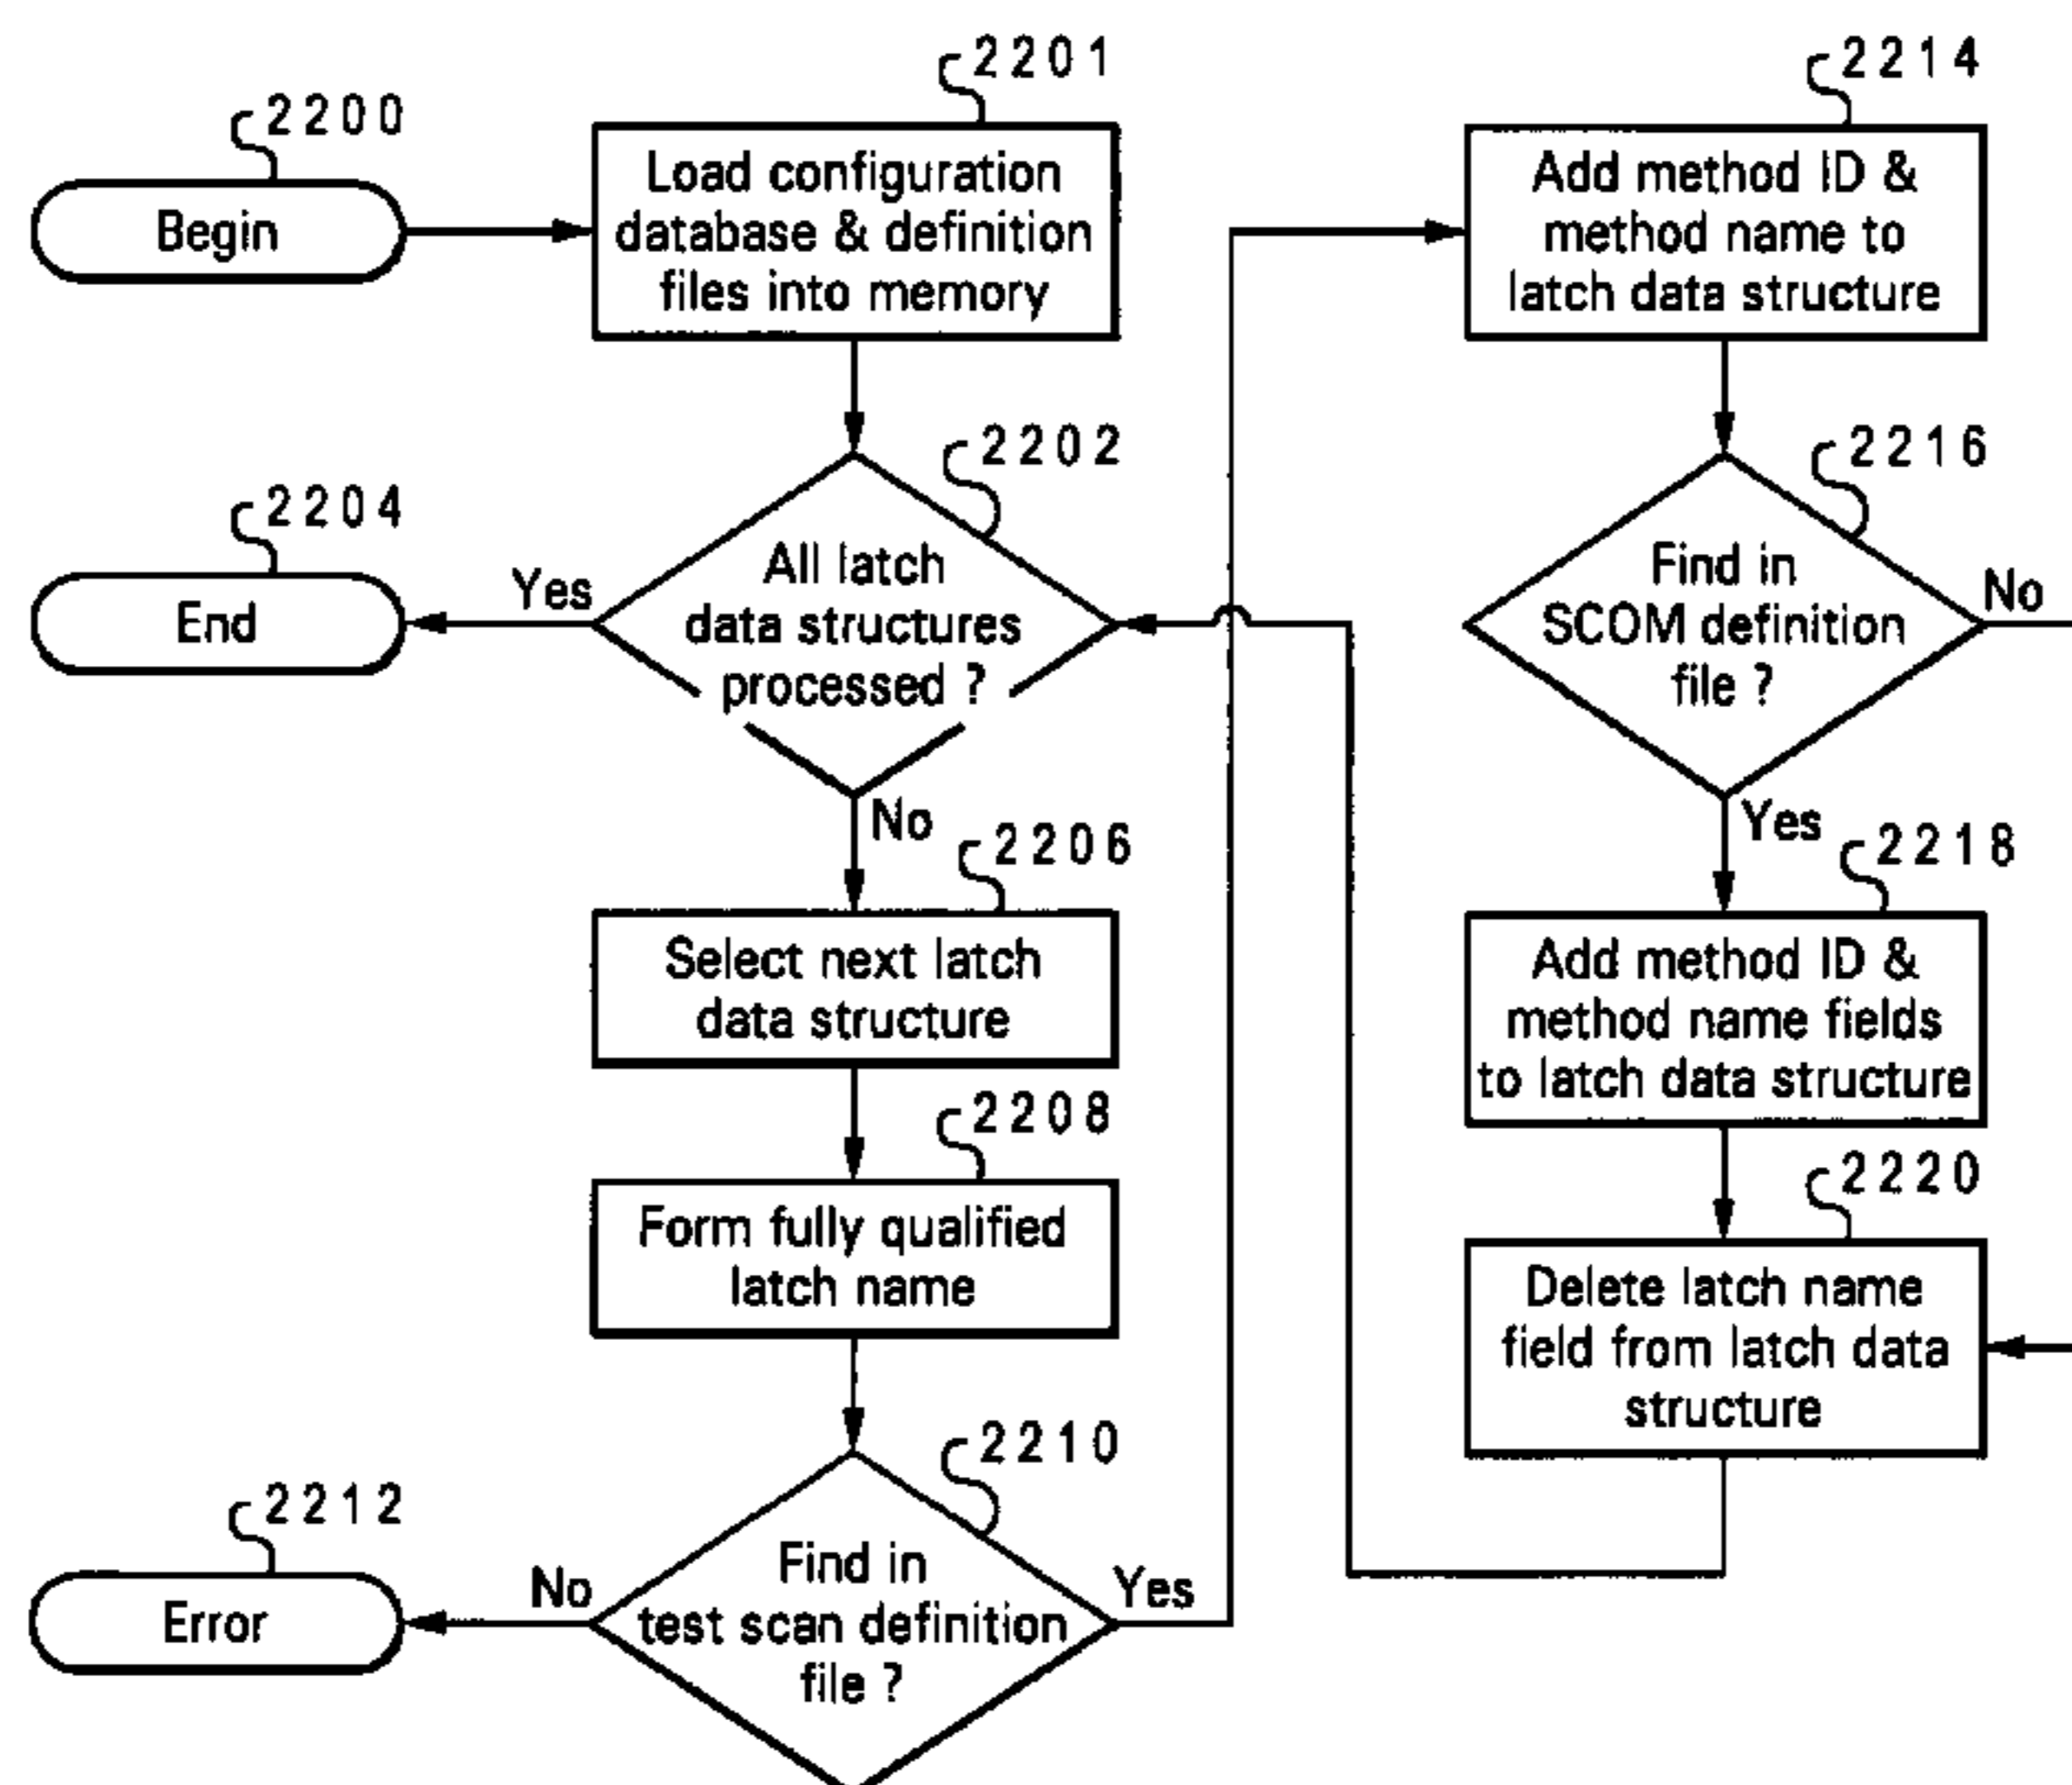 2200
Begin
2201
Load configuration
database & definition
files into memory
2202
All latch
data structures
processed ?
Yes
No
2204
End
2206
Select next latch
data structure
2208
Form fully qualified
latch name
2210
Find in
test scan definition
file ?
No
Yes
2212
Error
2214
Add method ID &
method name to
latch data structure
2216
Find in
SCOM definition
file ?
No
Yes
2218
Add method ID &
method name fields
to latch data structure
2220
Delete latch name
field from latch data
structure